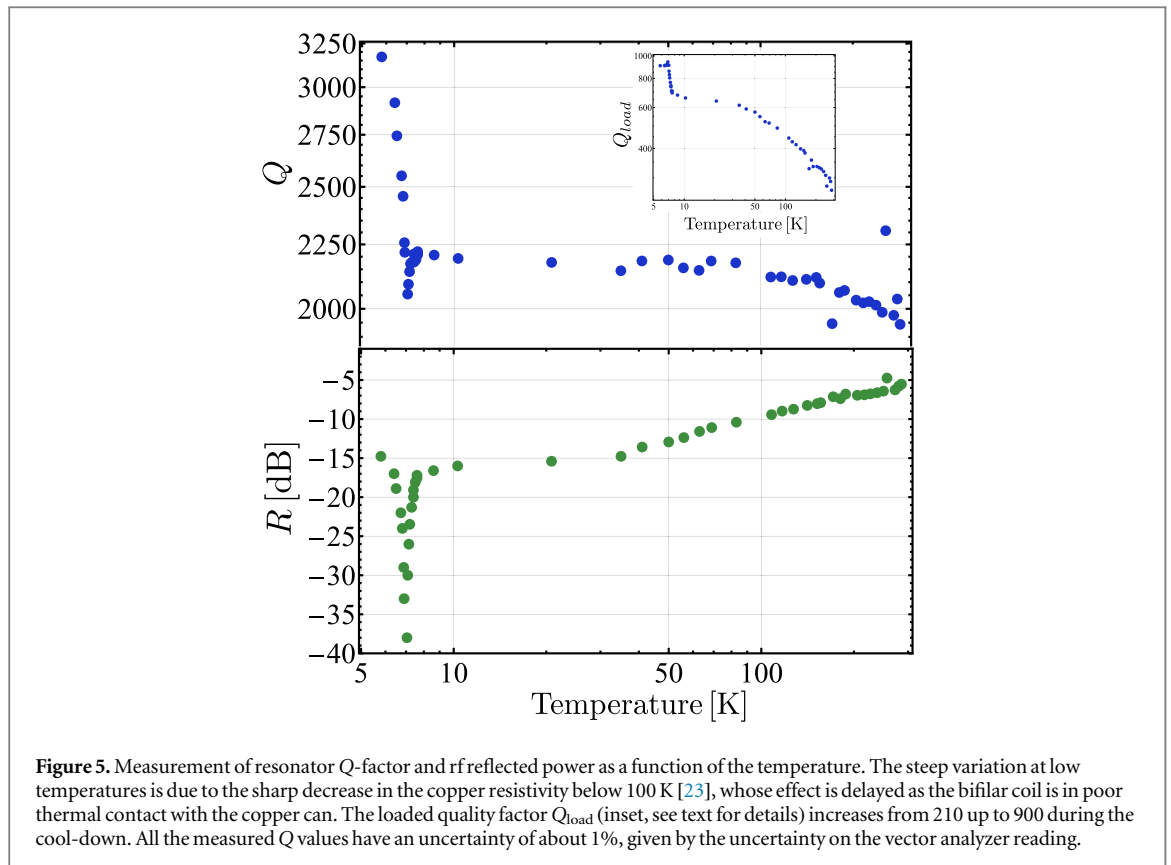 3250
3000
2750
2500
2250
2000
Q
1000
800
600
400
Q_load
5 10 50 100
Temperature [K]
−5
−10
−15
−20
−25
−30
−35
−40
R [dB]
5 10 50 100
Temperature [K]
Figure 5. Measurement of resonator Q-factor and rf reflected power as a function of the temperature. The steep variation at low
temperatures is due to the sharp decrease in the copper resistivity below 100 K [23], whose effect is delayed as the bifilar coil is in poor
thermal contact with the copper can. The loaded quality factor Q_load (inset, see text for details) increases from 210 up to 900 during the
cool-down. All the measured Q values have an uncertainty of about 1%, given by the uncertainty on the vector analyzer reading.